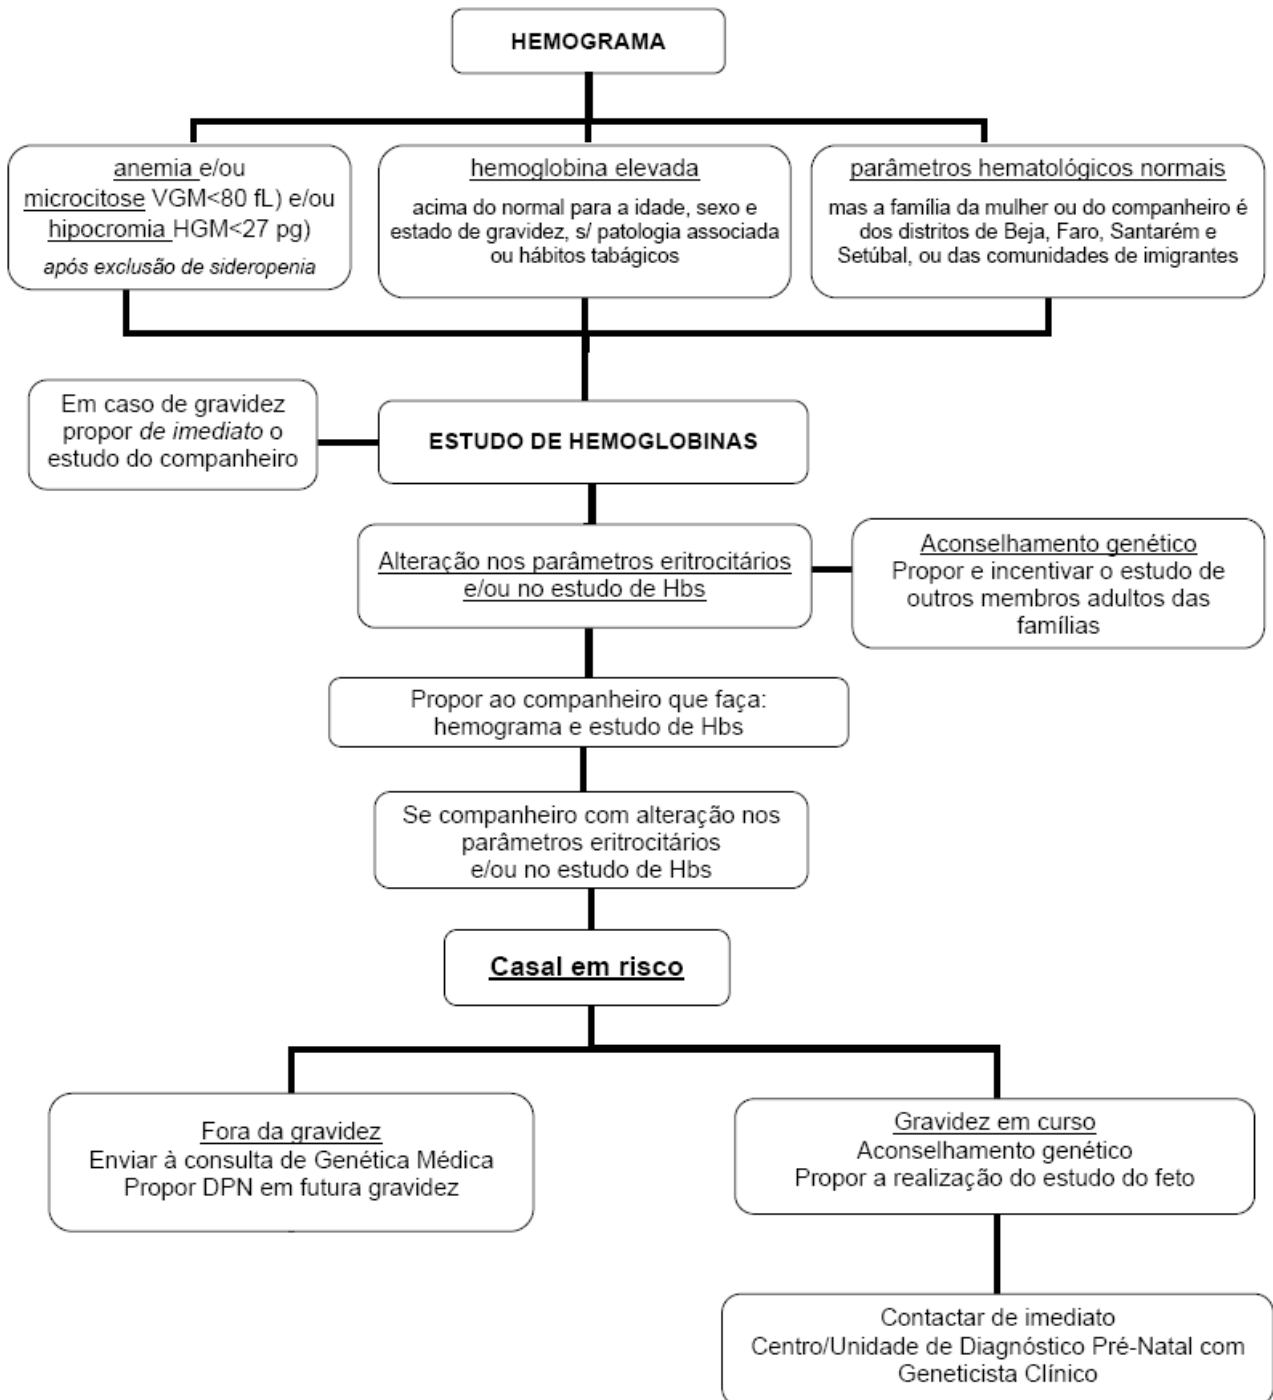 HEMOGRAMA
anemia e/ou
microcitose VGM<80 fL) e/ou
hipocromia HGM<27 pg)
após exclusão de sideropenia
hemoglobina elevada
acima do normal para a idade, sexo e
estado de gravidez, s/ patologia associada
ou hábitos tabágicos
parâmetros hematológicos normais
mas a família da mulher ou do companheiro é
dos distritos de Beja, Faro, Santarém e
Setúbal, ou das comunidades de imigrantes
Em caso de gravidez
propor de imediato o
estudo do companheiro
ESTUDO DE HEMOGLOBINAS
Alteração nos parâmetros eritrocitários
e/ou no estudo de Hbs
Aconselhamento genético
Propor e incentivar o estudo de
outros membros adultos das
famílias
Propor ao companheiro que faça:
hemograma e estudo de Hbs
Se companheiro com alteração nos
parâmetros eritrocitários
e/ou no estudo de Hbs
Casal em risco
Fora da gravidez
Enviar à consulta de Genética Médica
Propor DPN em futura gravidez
Gravidez em curso
Aconselhamento genético
Propor a realização do estudo do feto
Contactar de imediato
Centro/Unidade de Diagnóstico Pré-Natal com
Geneticista Clínico